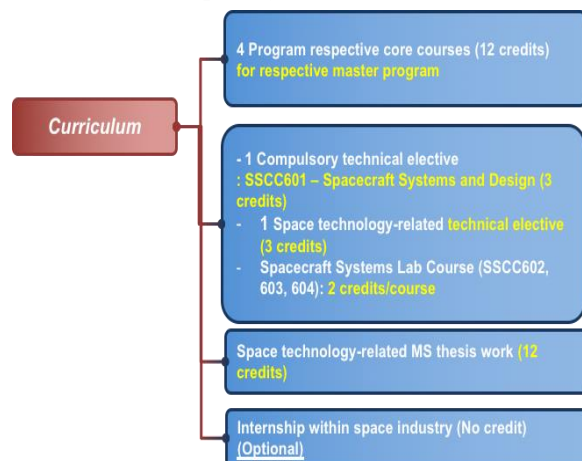 4 Program respective core courses (12 credits)
for respective master program
Curriculum
- 1 Compulsory technical elective
: SSCC601 – Spacecraft Systems and Design (3
credits)
- 1 Space technology-related technical elective
(3 credits)
- Spacecraft Systems Lab Course (SSCC602,
603, 604): 2 credits/course
Space technology-related MS thesis work (12
credits)
Internship within space industry (No credit)
(Optional)